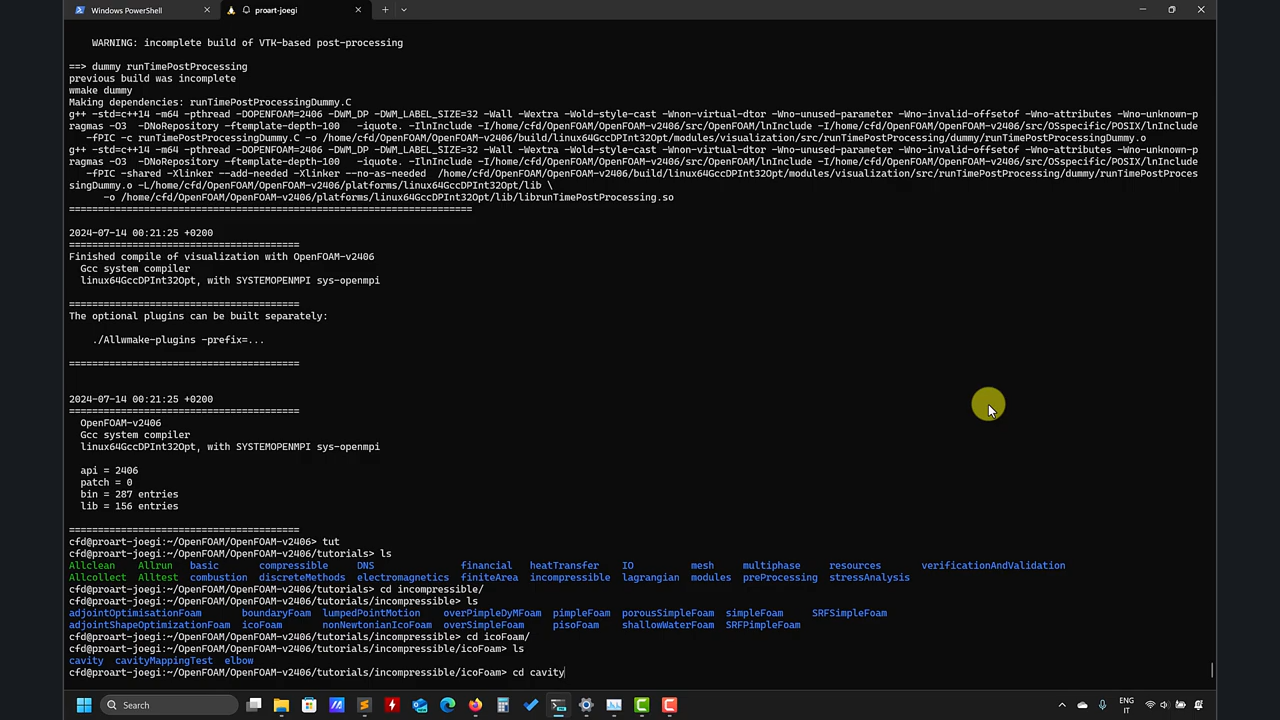 Windows PowerShell
proart-joegi
WARNING: incomplete build of VTK-based post-processing
==> dummy runTimePostProcessing
previous build was incomplete
wmake dummy
Making dependencies: runTimePostProcessingDummy.C
g++ -std=c++14 -m64 -pthread -DOPENFOAM=2406 -DWM_DP -DWM_LABEL_SIZE=32 -Wall -Wextra -Wold-style-cast -Wnon-virtual-dtor -Wno-unused-parameter -Wno-invalid-offsetof -Wno-attributes -Wno-unknown-p
ragmas -O3  -DNoRepository -ftemplate-depth-100   -iquote. -IlnInclude -I/home/cfd/OpenFOAM/OpenFOAM-v2406/src/OpenFOAM/lnInclude -I/home/cfd/OpenFOAM/OpenFOAM-v2406/src/OSspecific/POSIX/lnInclude
-fPIC -c runTimePostProcessingDummy.C -o /home/cfd/OpenFOAM/OpenFOAM-v2406/build/linux64GccDPInt32Opt/modules/visualization/src/runTimePostProcessing/dummy/runTimePostProcessingDummy.o
g++ -std=c++14 -m64 -pthread -DOPENFOAM=2406 -DWM_DP -DWM_LABEL_SIZE=32 -Wall -Wextra -Wold-style-cast -Wnon-virtual-dtor -Wno-unused-parameter -Wno-invalid-offsetof -Wno-attributes -Wno-unknown-p
ragmas -O3  -DNoRepository -ftemplate-depth-100   -iquote. -IlnInclude -I/home/cfd/OpenFOAM/OpenFOAM-v2406/src/OpenFOAM/lnInclude -I/home/cfd/OpenFOAM/OpenFOAM-v2406/src/OSspecific/POSIX/lnInclude
-fPIC -shared -Xlinker --add-needed -Xlinker --no-as-needed  /home/cfd/OpenFOAM/OpenFOAM-v2406/build/linux64GccDPInt32Opt/modules/visualization/src/runTimePostProcessing/dummy/runTimePostProces
singDummy.o -L/home/cfd/OpenFOAM/OpenFOAM-v2406/platforms/linux64GccDPInt32Opt/lib \
-o /home/cfd/OpenFOAM/OpenFOAM-v2406/platforms/linux64GccDPInt32Opt/lib/librunTimePostProcessing.so
======================================================================
2024-07-14 00:21:25 +0200
========================================
Finished compile of visualization with OpenFOAM-v2406
Gcc system compiler
linux64GccDPInt32Opt, with SYSTEMOPENMPI sys-openmpi
========================================
The optional plugins can be built separately:
./Allwmake-plugins -prefix=...
========================================
2024-07-14 00:21:25 +0200
========================================
OpenFOAM-v2406
Gcc system compiler
linux64GccDPInt32Opt, with SYSTEMOPENMPI sys-openmpi
api = 2406
patch = 0
bin = 287 entries
lib = 156 entries
========================================
cfd@proart-joegi:~/OpenFOAM/OpenFOAM-v2406> tut
cfd@proart-joegi:~/OpenFOAM/OpenFOAM-v2406/tutorials> ls
Allclean Allrun basic compressible DNS financial heatTransfer IO mesh multiphase resources verificationAndValidation
Allcollect Alltest combustion discreteMethods electromagnetics finiteArea incompressible lagrangian modules preProcessing stressAnalysis
cfd@proart-joegi:~/OpenFOAM/OpenFOAM-v2406/tutorials> cd incompressible/
cfd@proart-joegi:~/OpenFOAM/OpenFOAM-v2406/tutorials/incompressible> ls
adjointOptimisationFoam boundaryFoam lumpedPointMotion overPimpleDyMFoam pimpleFoam porousSimpleFoam simpleFoam SRFSimpleFoam
adjointShapeOptimizationFoam icoFoam nonNewtonianIcoFoam overSimpleFoam pisoFoam shallowWaterFoam SRFPimpleFoam
cfd@proart-joegi:~/OpenFOAM/OpenFOAM-v2406/tutorials/incompressible> cd icoFoam/
cfd@proart-joegi:~/OpenFOAM/OpenFOAM-v2406/tutorials/incompressible/icoFoam> ls
cavity cavityMappingTest elbow
cfd@proart-joegi:~/OpenFOAM/OpenFOAM-v2406/tutorials/incompressible/icoFoam> cd cavity
Search
ENG
IT